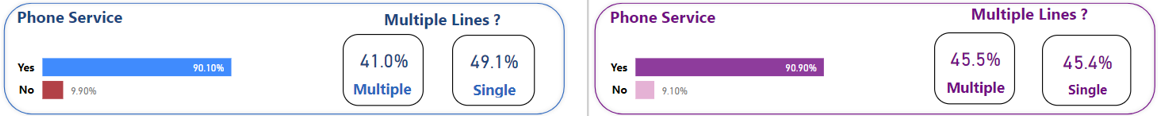 Phone Service
Multiple Lines ?
Yes 90.10%
No 9.90%
41.0% 49.1%
Multiple Single
Phone Service
Multiple Lines ?
Yes 90.90%
No 9.10%
45.5% 45.4%
Multiple Single